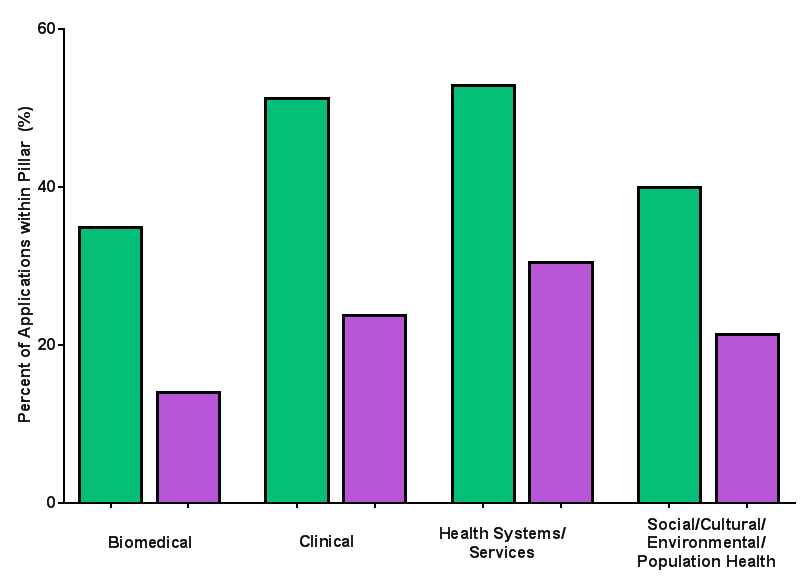 60
40
20
0
Percent of Applications within Pillar (%)
Biomedical
Clinical
Health Systems/
Services
Social/Cultural/
Environmental/
Population Health